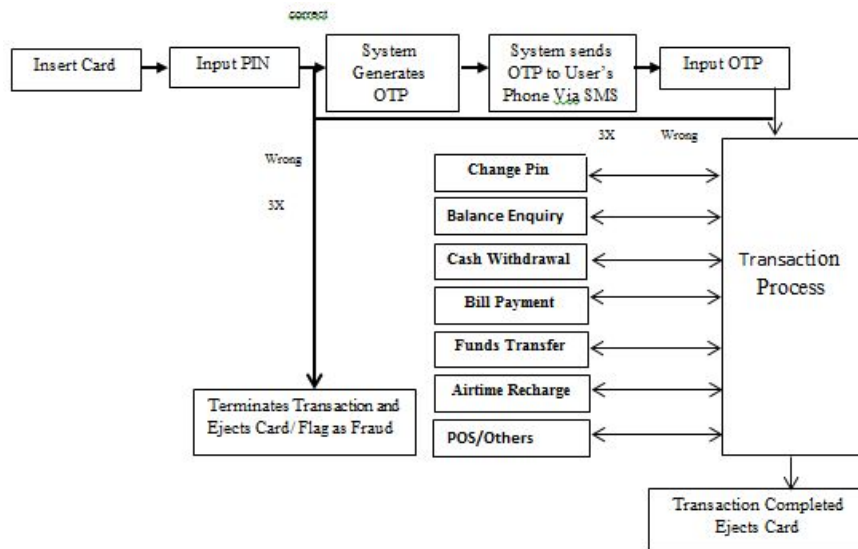 correct
Insert Card
Input PIN
System
Generates
OTP
System sends
OTP to User's
Phone Via SMS
Input OTP
3X Wrong
Wrong
3X
Change Pin
Balance Enquiry
Cash Withdrawal
Bill Payment
Funds Transfer
Airtime Recharge
POS/Others
Transaction
Process
Terminates Transaction and
Ejects Card/ Flag as Fraud
Transaction Completed
Ejects Card